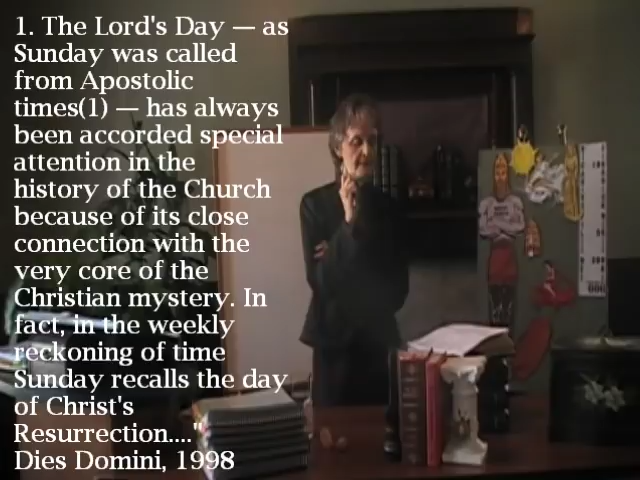 1. The Lord's Day — as
Sunday was called
from Apostolic
times(1) — has always
been accorded special
attention in the
history of the Church
because of its close
connection with the
very core of the
Christian mystery. In
fact, in the weekly
reckoning of time
Sunday recalls the day
of Christ's
Resurrection...."
Dies Domini, 1998